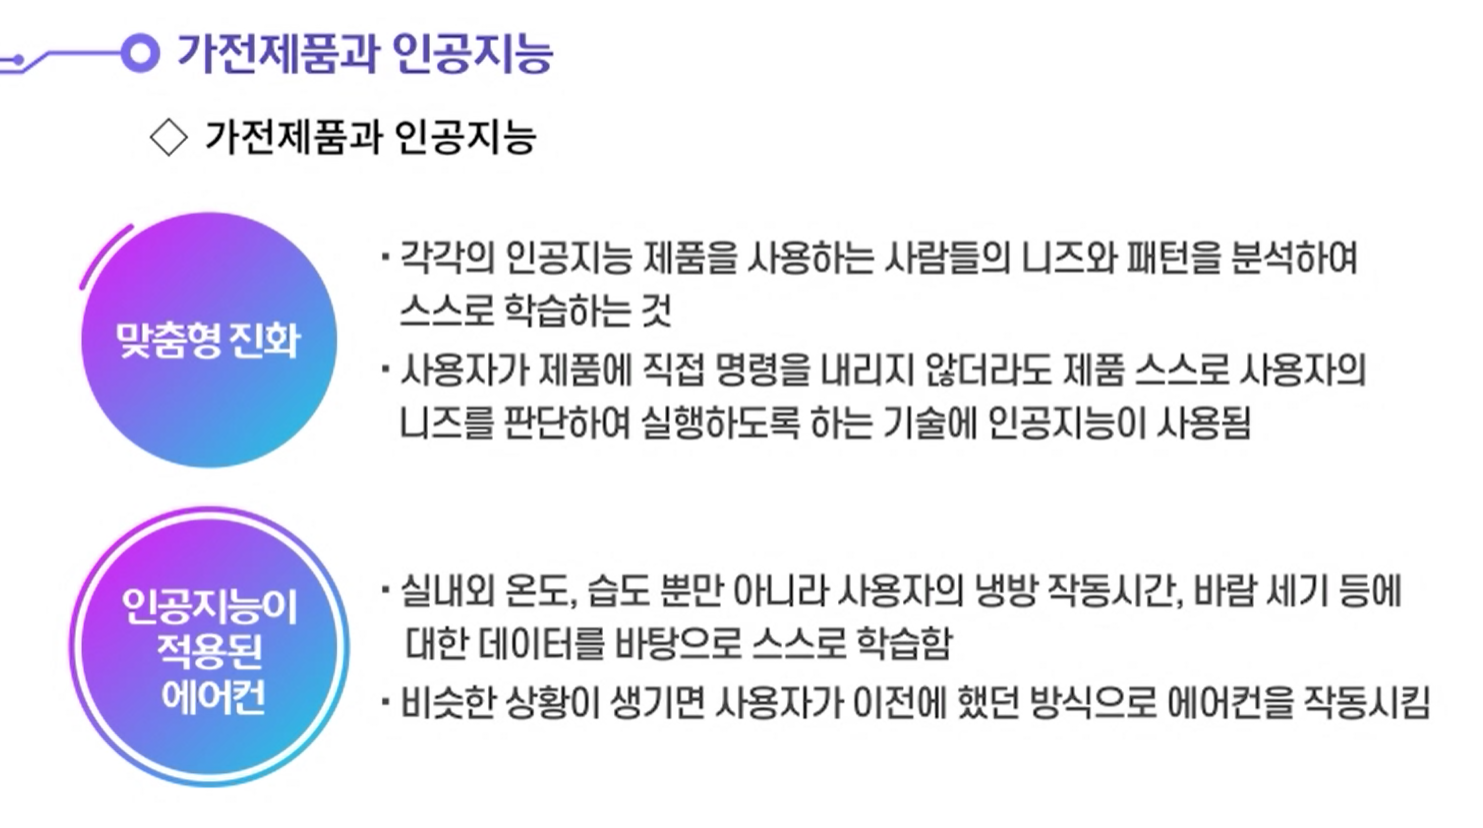 가전제품과 인공지능
◇ 가전제품과 인공지능
맞춤형 진화
· 각각의 인공지능 제품을 사용하는 사람들의 니즈와 패턴을 분석하여
스스로 학습하는 것
· 사용자가 제품에 직접 명령을 내리지 않더라도 제품 스스로 사용자의
니즈를 판단하여 실행하도록 하는 기술에 인공지능이 사용됨
인공지능이
적용된
에어컨
· 실내외 온도, 습도 뿐만 아니라 사용자의 냉방 작동시간, 바람 세기 등에
대한 데이터를 바탕으로 스스로 학습함
· 비슷한 상황이 생기면 사용자가 이전에 했던 방식으로 에어컨을 작동시킴